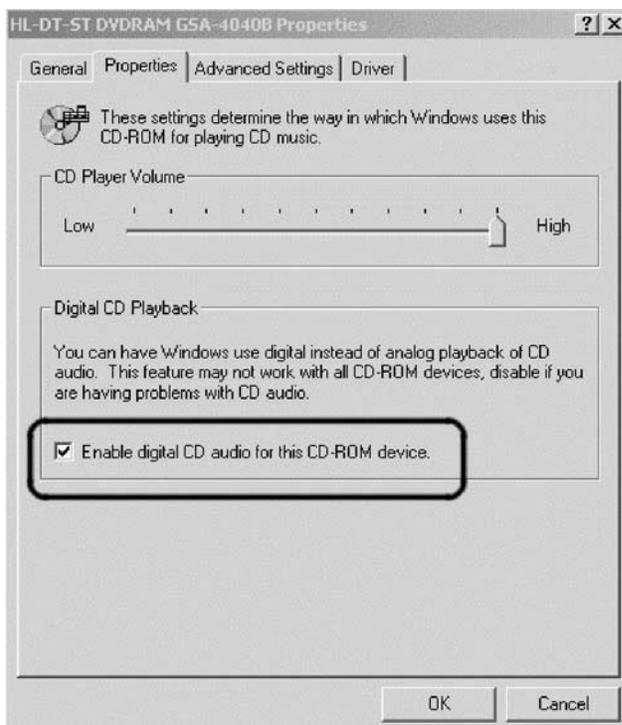 HL-DT-ST DVDRAM GSA-4040B Properties
General Properties Advanced Settings Driver
These settings determine the way in which Windows uses this
CD-ROM for playing CD music.
CD Player Volume
Low High
Digital CD Playback
You can have Windows use digital instead of analog playback of CD
audio. This feature may not work with all CD-ROM devices, disable if you
are having problems with CD audio.
Enable digital CD audio for this CD-ROM device.
OK Cancel